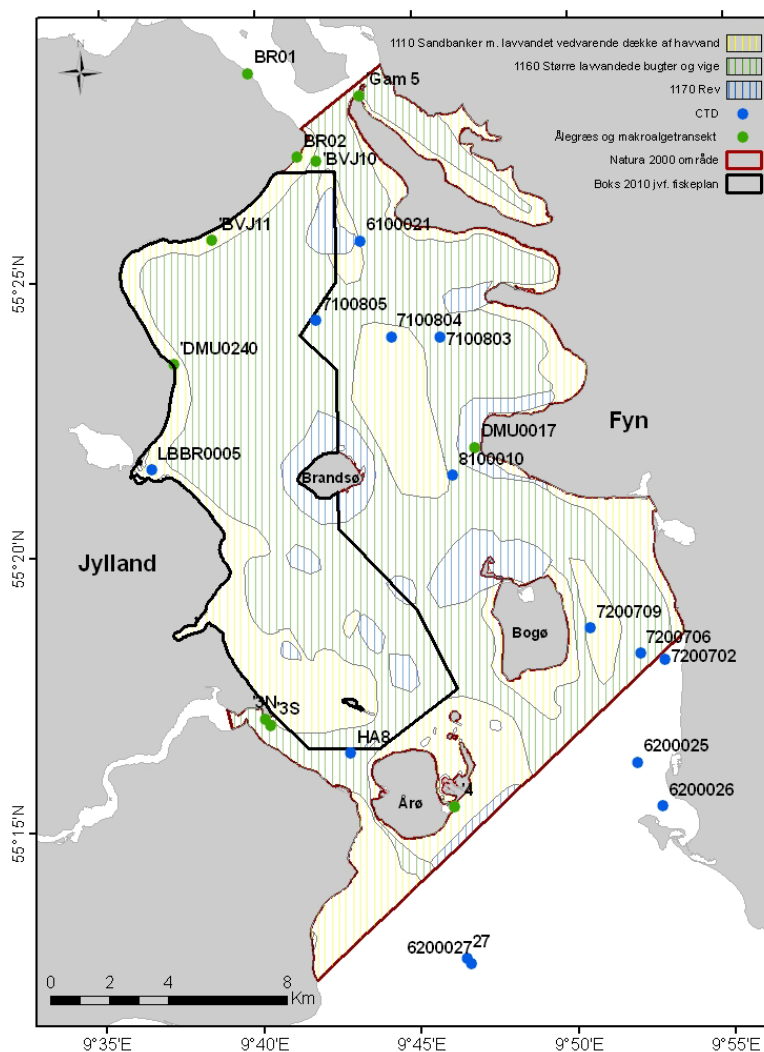 1110 Sandbanker m. lavvandet vedvarende dække af havvand
1160 Større lavvandede bugter og vige
1170 Rev
CTD
Ålegræs og makroalgetransekt
Natura 2000 område
Boks 2010 jvf. fiskeplan
BR01
Gam 5
BR02
'BVJ10
'BVJ11
6100021
55°25'N
7100805
7100804
7100803
'DMU0240
Fyn
DMU0017
LBBR0005
8100010
Brandsø
55°20'N
Jylland
7200709
Bogø
7200706
7200702
'3N
'3S
HA8
6200025
'4
6200026
Årø
55°15'N
6200027
27
0 2 4 8
Km
9°35'E 9°40'E 9°45'E 9°50'E 9°55'E